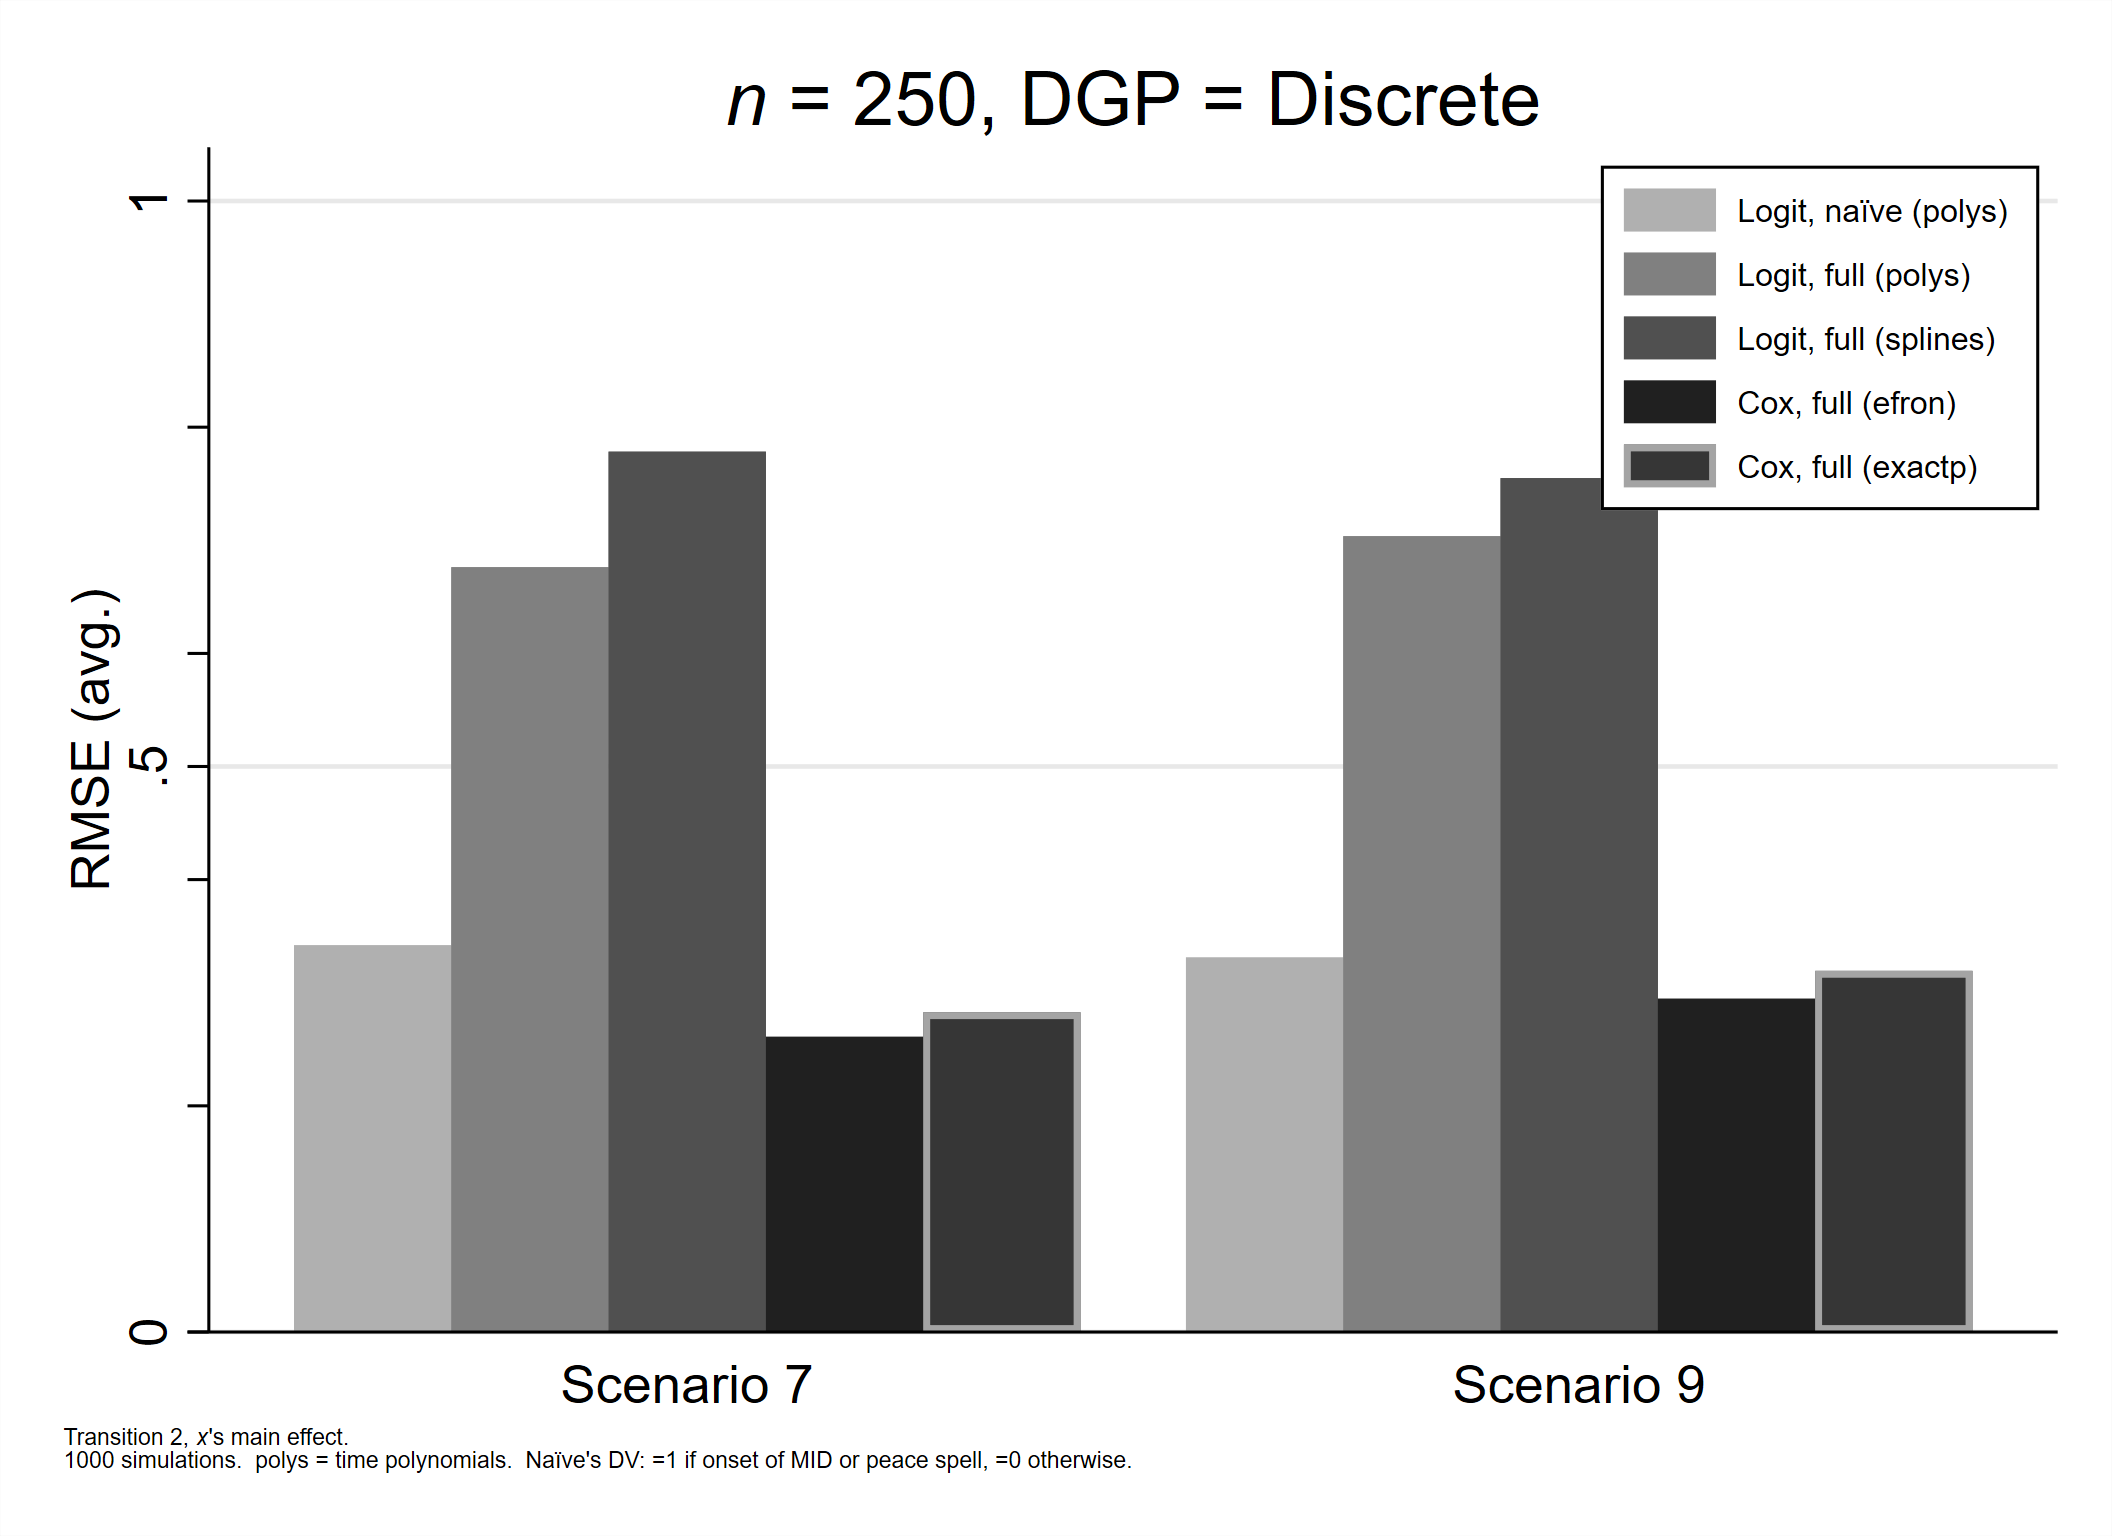 n = 250, DGP = Discrete
1
.5
0
RMSE (avg.)
Logit, naïve (polys)
Logit, full (polys)
Logit, full (splines)
Cox, full (efron)
Cox, full (exactp)
Scenario 7
Scenario 9
Transition 2, x's main effect.
1000 simulations.  polys = time polynomials.  Naïve's DV: =1 if onset of MID or peace spell, =0 otherwise.